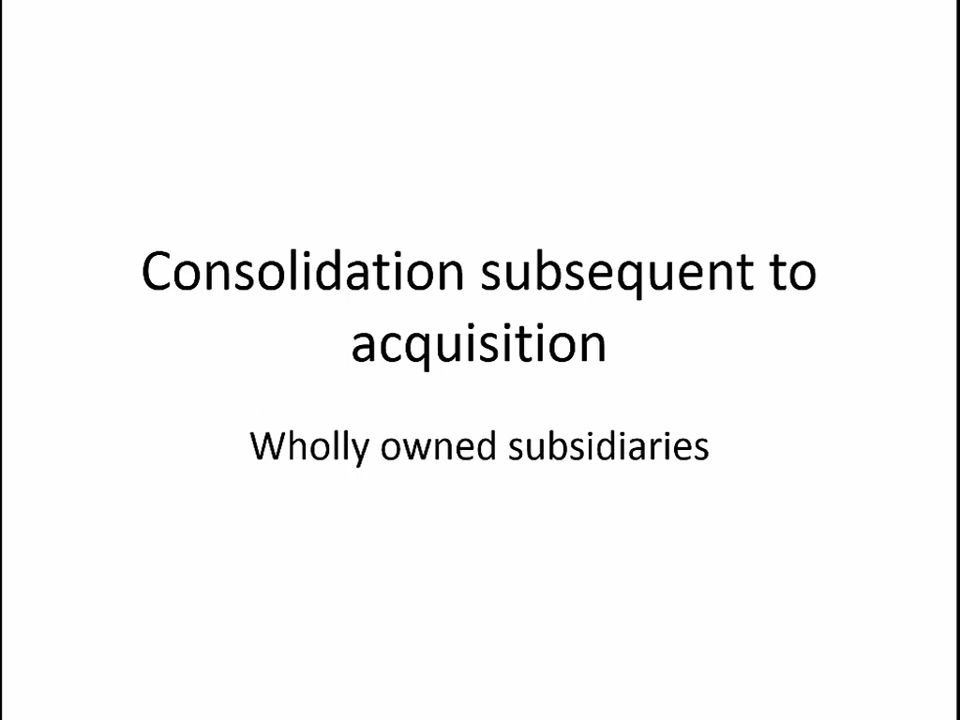 Consolidation subsequent to
acquisition
Wholly owned subsidiaries